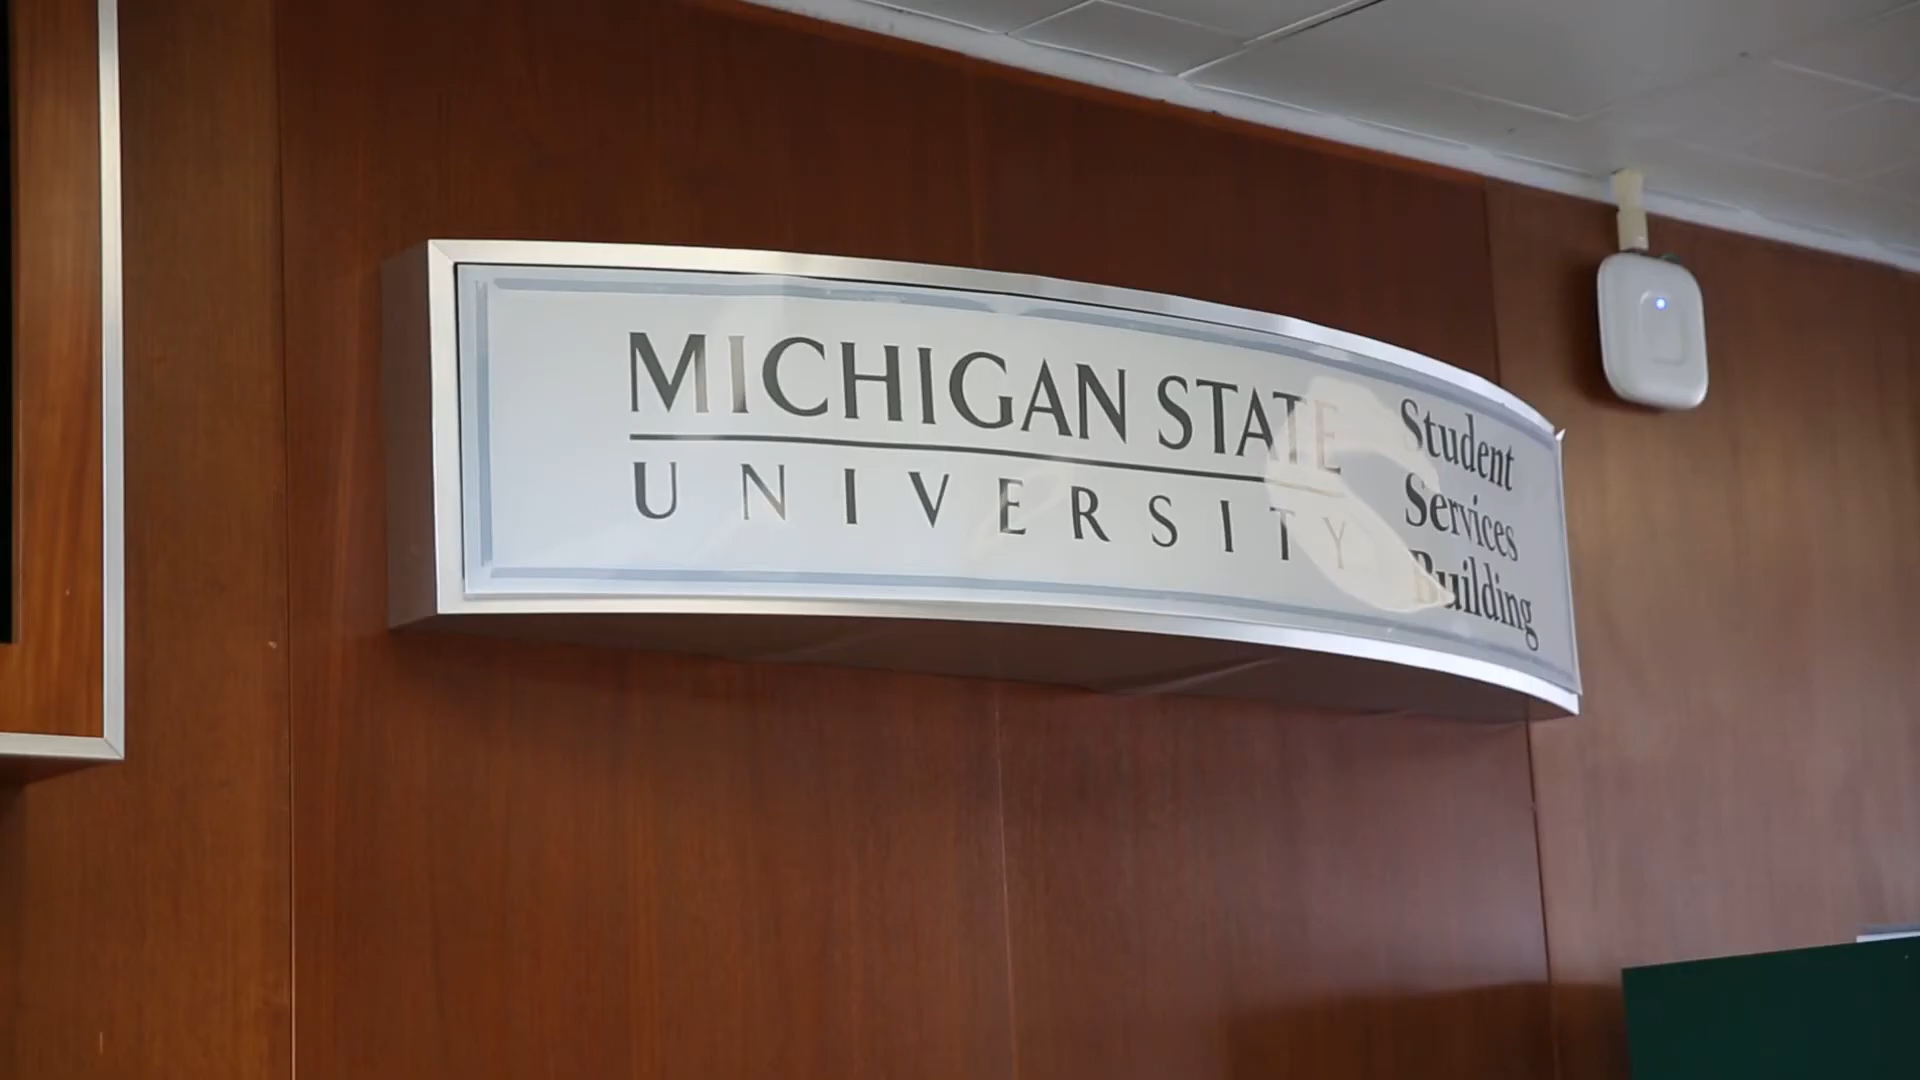 MICHIGAN STATE
UNIVERSITY
Student
Services
Building